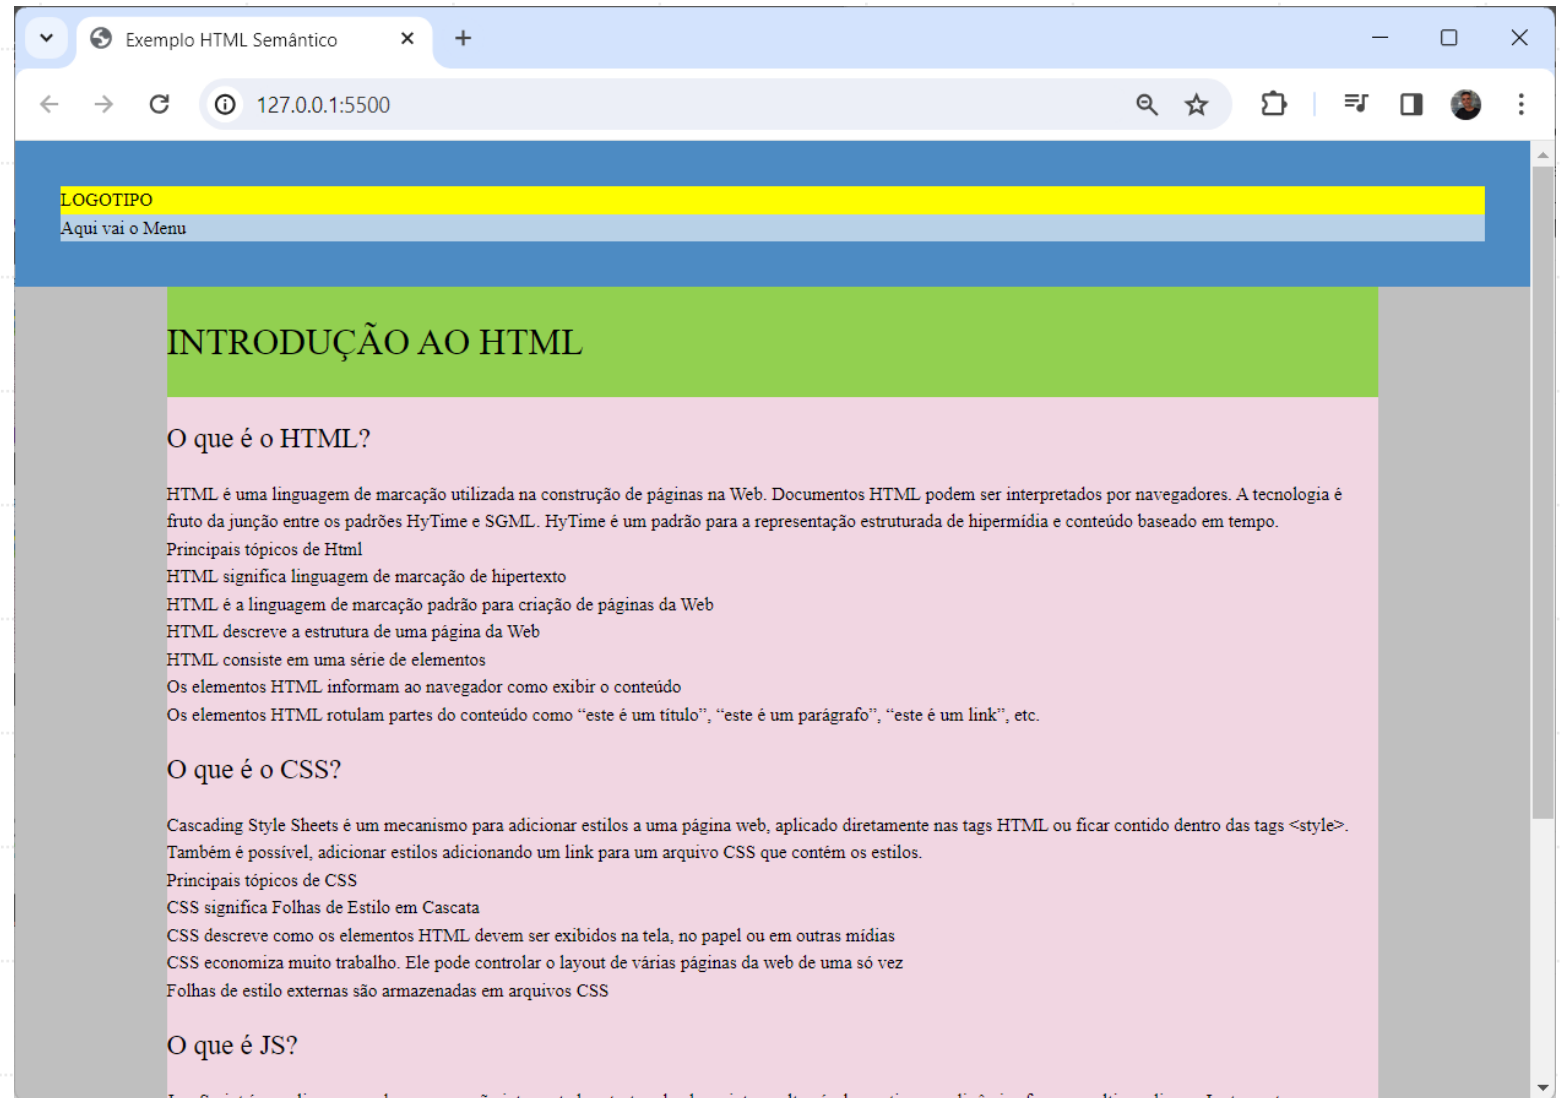 Exemplo HTML Semântico
127.0.0.1:5500
LOGOTIPO
Aqui vai o Menu
INTRODUÇÃO AO HTML
O que é o HTML?
HTML é uma linguagem de marcação utilizada na construção de páginas na Web. Documentos HTML podem ser interpretados por navegadores. A tecnologia é
fruto da junção entre os padrões HyTime e SGML. HyTime é um padrão para a representação estruturada de hipermídia e conteúdo baseado em tempo.
Principais tópicos de Html
HTML significa linguagem de marcação de hipertexto
HTML é a linguagem de marcação padrão para criação de páginas da Web
HTML descreve a estrutura de uma página da Web
HTML consiste em uma série de elementos
Os elementos HTML informam ao navegador como exibir o conteúdo
Os elementos HTML rotulam partes do conteúdo como “este é um título”, “este é um parágrafo”, “este é um link”, etc.
O que é o CSS?
Cascading Style Sheets é um mecanismo para adicionar estilos a uma página web, aplicado diretamente nas tags HTML ou ficar contido dentro das tags <style>.
Também é possível, adicionar estilos adicionando um link para um arquivo CSS que contém os estilos.
Principais tópicos de CSS
CSS significa Folhas de Estilo em Cascata
CSS descreve como os elementos HTML devem ser exibidos na tela, no papel ou em outras mídias
CSS economiza muito trabalho. Ele pode controlar o layout de várias páginas da web de uma só vez
Folhas de estilo externas são armazenadas em arquivos CSS
O que é JS?